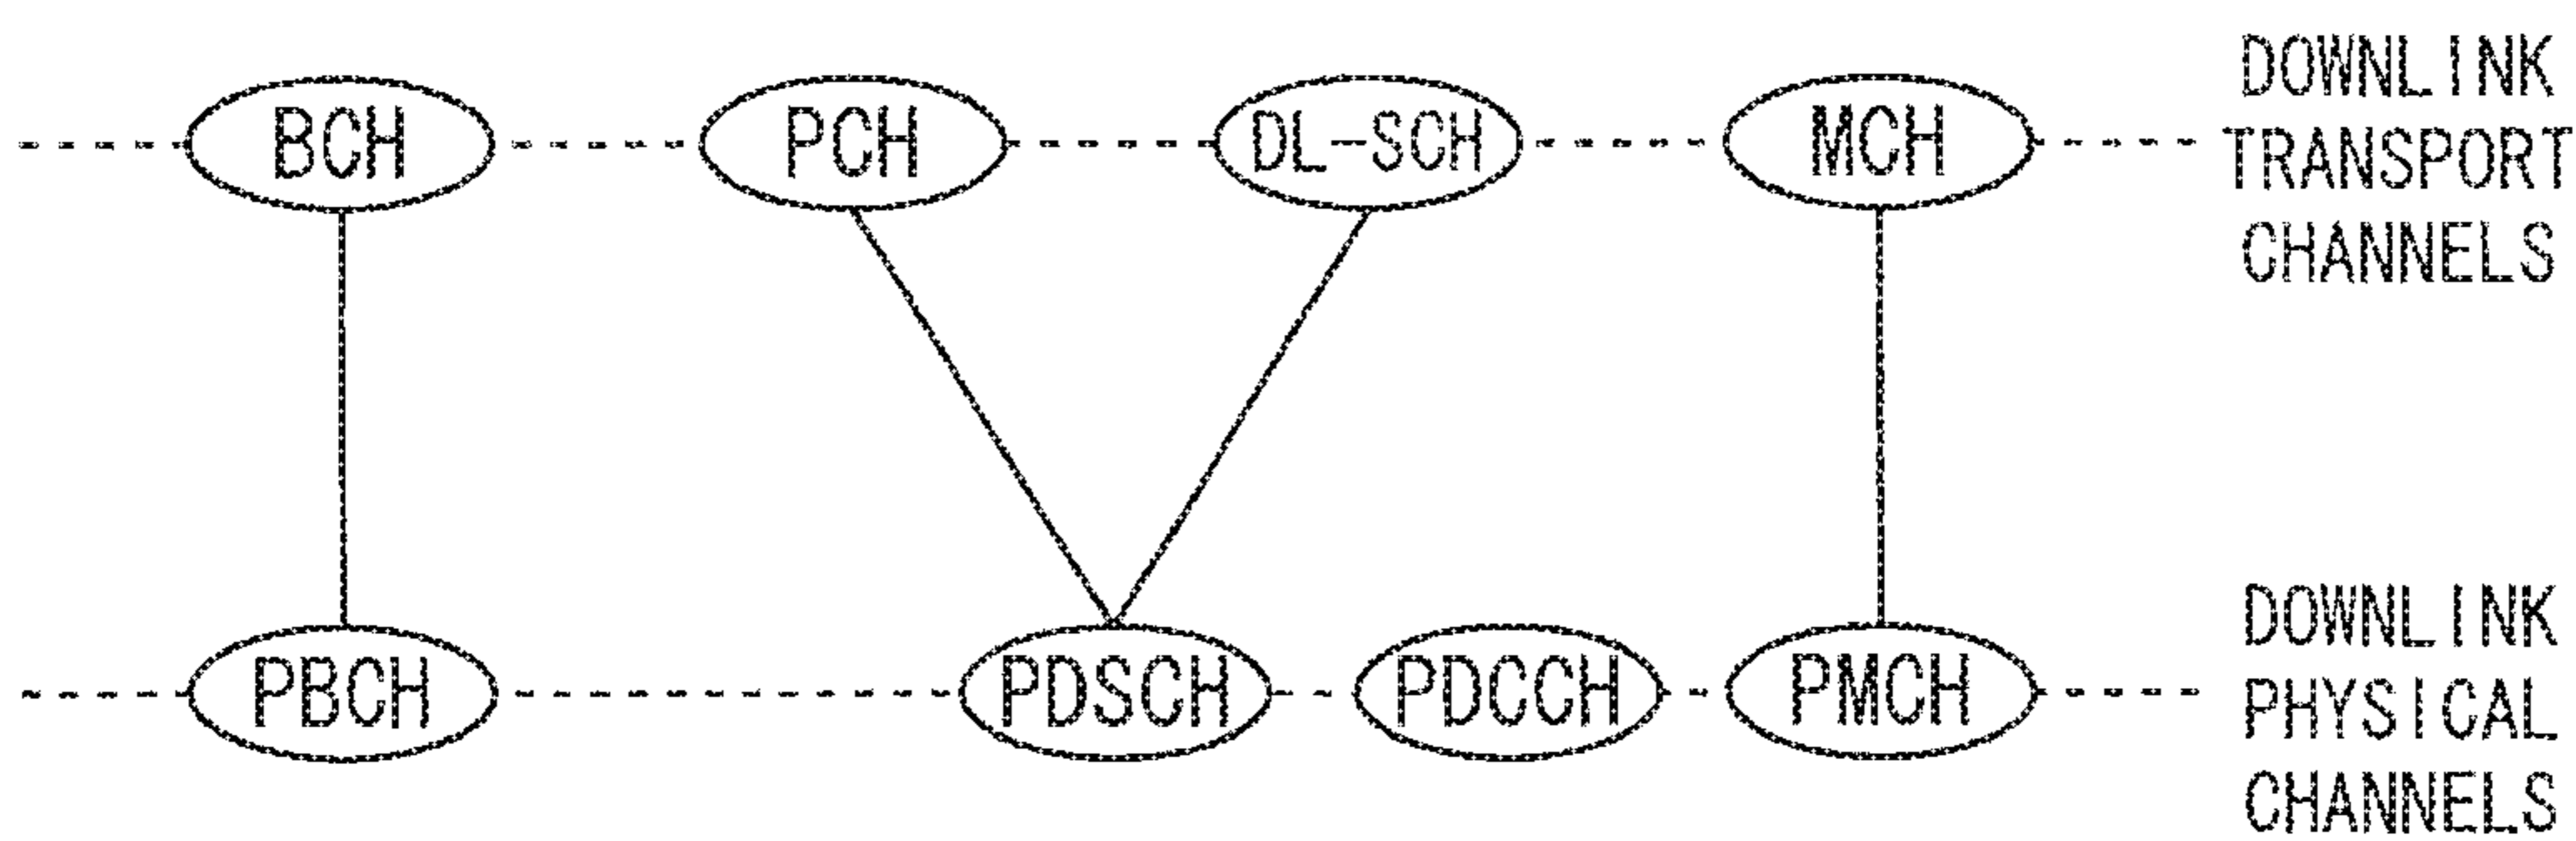 BCH
PCH
DL-SCH
MCH
DOWNLINK
TRANSPORT
CHANNELS
PBCH
PDSCH
PDCCH
PMCH
DOWNLINK
PHYSICAL
CHANNELS